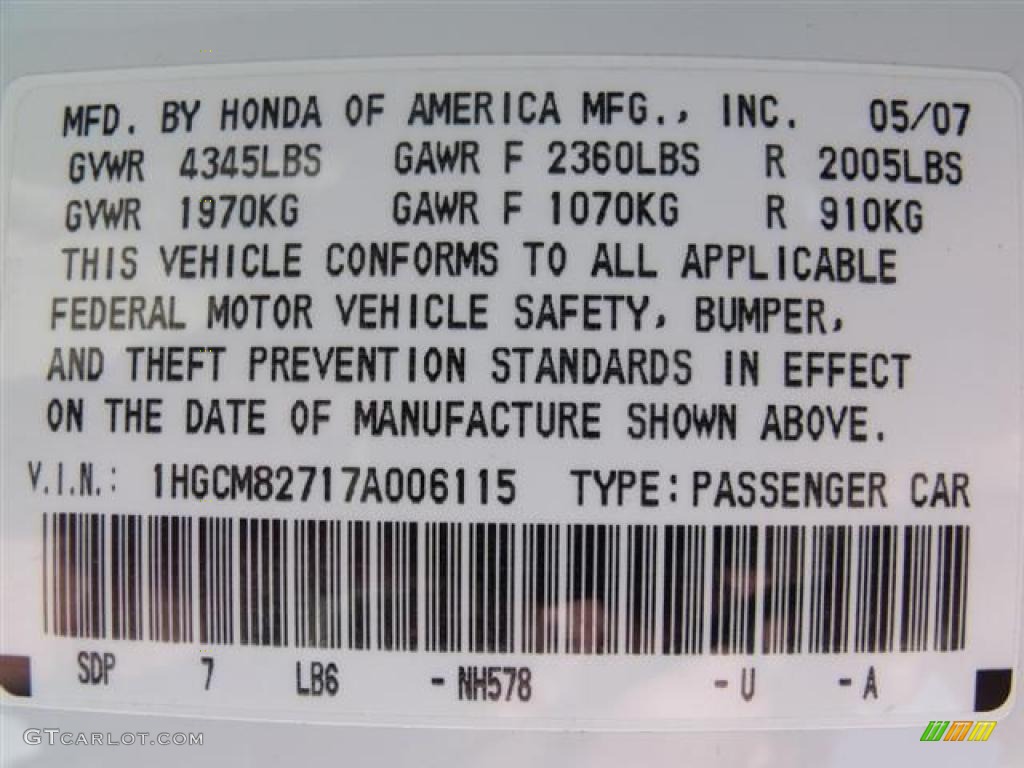 MFD. BY HONDA OF AMERICA MFG., INC. 05/07
GVWR 4345LBS GAWR F 2360LBS R 2005LBS
GVWR 1970KG GAWR F 1070KG R 910KG
THIS VEHICLE CONFORMS TO ALL APPLICABLE
FEDERAL MOTOR VEHICLE SAFETY, BUMPER,
AND THEFT PREVENTION STANDARDS IN EFFECT
ON THE DATE OF MANUFACTURE SHOWN ABOVE.
V.I.N.: 1HGCM82717A006115 TYPE: PASSENGER CAR
SDP 7 LB6 - NH578 - U - A
GTCARLOT.COM